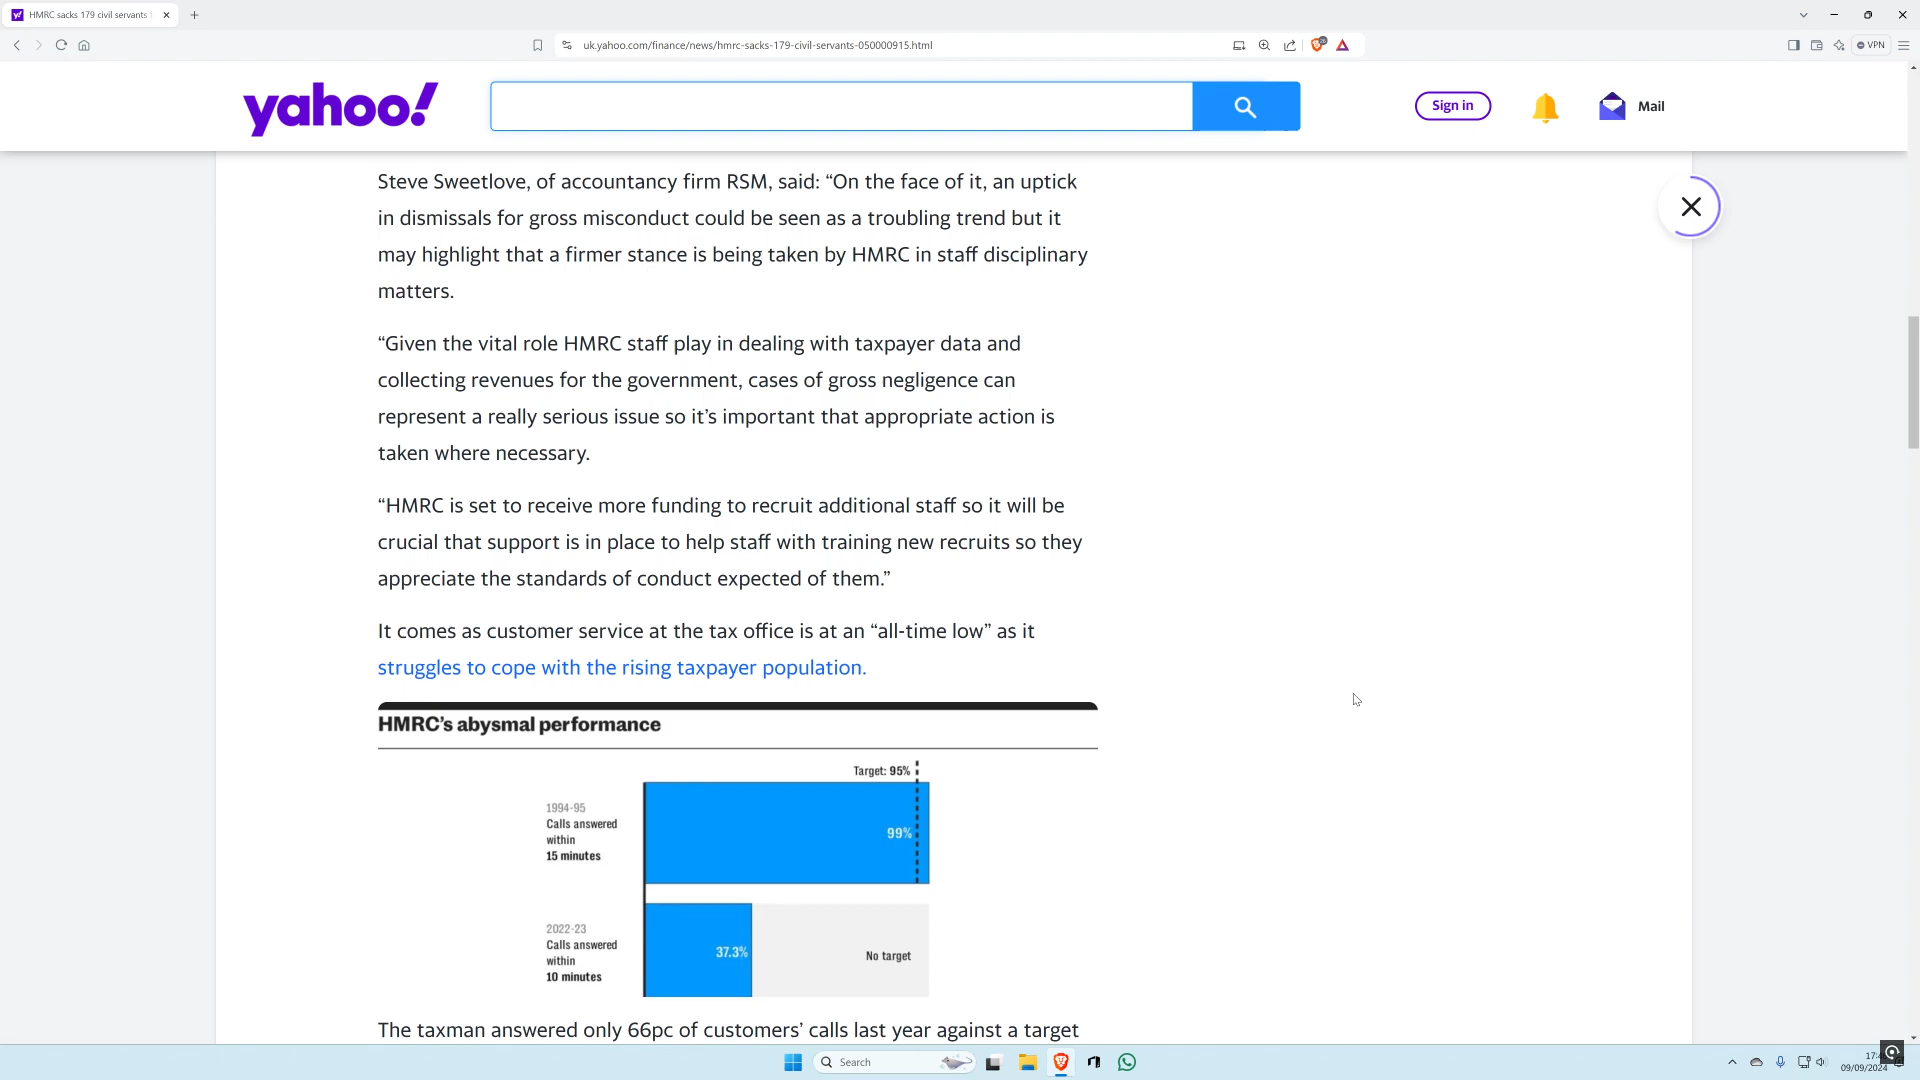 HMRC sacks 179 civil servants
uk.yahoo.com/finance/news/hmrc-sacks-179-civil-servants-050000915.html
VPN
yahoo!
Sign in
Mail
Steve Sweetlove, of accountancy firm RSM, said: “On the face of it, an uptick
in dismissals for gross misconduct could be seen as a troubling trend but it
may highlight that a firmer stance is being taken by HMRC in staff disciplinary
matters.
“Given the vital role HMRC staff play in dealing with taxpayer data and
collecting revenues for the government, cases of gross negligence can
represent a really serious issue so it’s important that appropriate action is
taken where necessary.
“HMRC is set to receive more funding to recruit additional staff so it will be
crucial that support is in place to help staff with training new recruits so they
appreciate the standards of conduct expected of them.”
It comes as customer service at the tax office is at an “all-time low” as it
struggles to cope with the rising taxpayer population.
HMRC’s abysmal performance
Target: 95%
1994-95
Calls answered
within
15 minutes
99%
2022-23
Calls answered
within
10 minutes
37.3%
No target
The taxman answered only 66pc of customers’ calls last year against a target
Search
09/09/2024